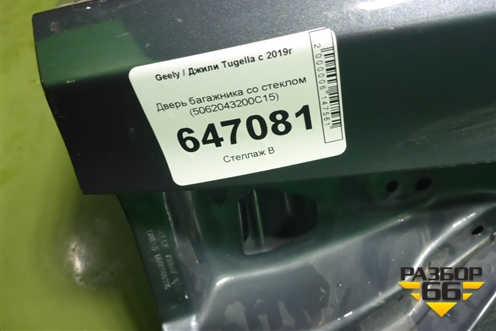 Geely / Джили Tugella с 2019г
Дверь багажника со стеклом
(5062043200C15)
647081
Стеллаж В
РАЗБОР
66